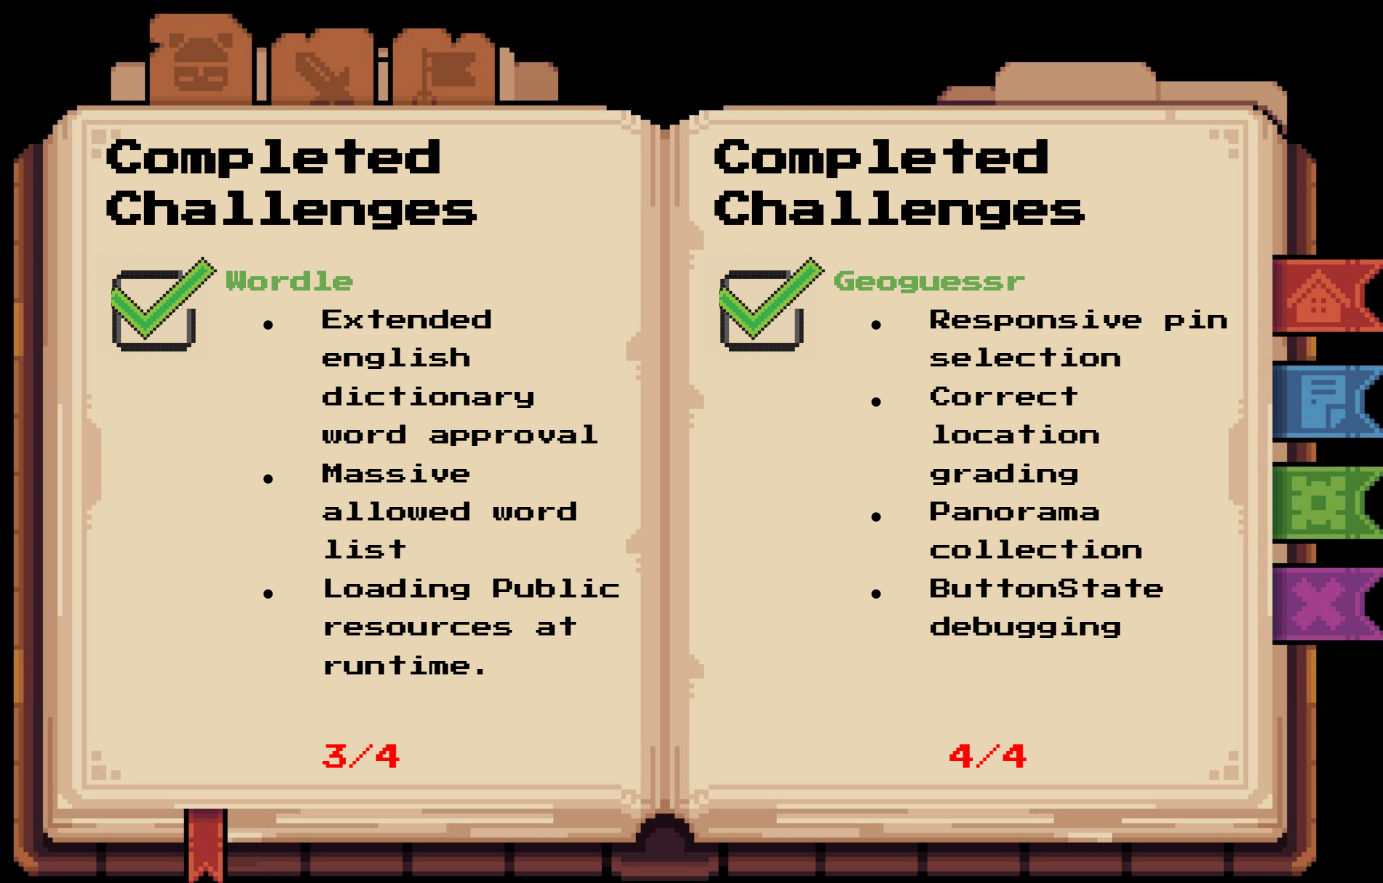 Completed
Challenges
Wordle
• Extended
english
dictionary
word approval
• Massive
allowed word
list
• Loading Public
resources at
runtime.
3/4
Completed
Challenges
Geoguessr
• Responsive pin
selection
• Correct
location
grading
• Panorama
collection
• ButtonState
debugging
4/4